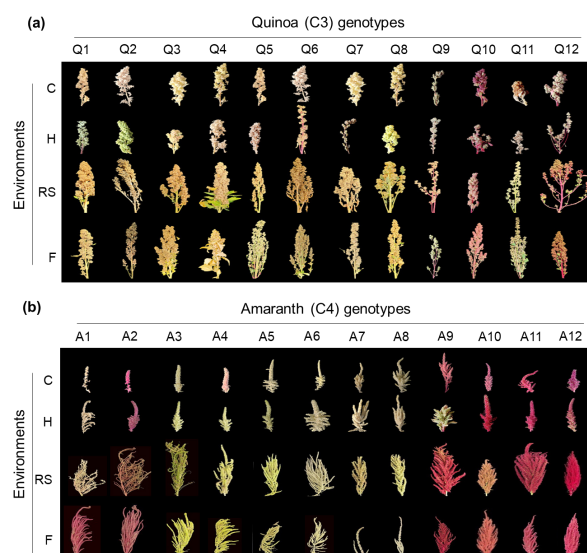 (a)
Quinoa (C3) genotypes
Q1 Q2 Q3 Q4 Q5 Q6 Q7 Q8 Q9 Q10 Q11 Q12
Environments
C
H
RS
F
(b)
Amaranth (C4) genotypes
A1 A2 A3 A4 A5 A6 A7 A8 A9 A10 A11 A12
Environments
C
H
RS
F